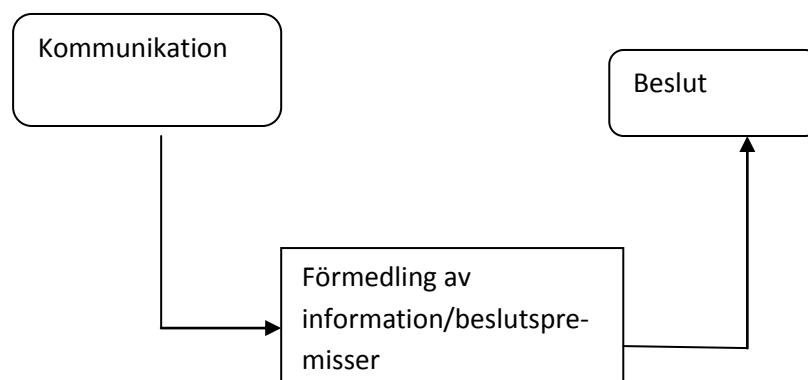 Kommunikation
Beslut
Förmedling av
information/beslutspre-
misser